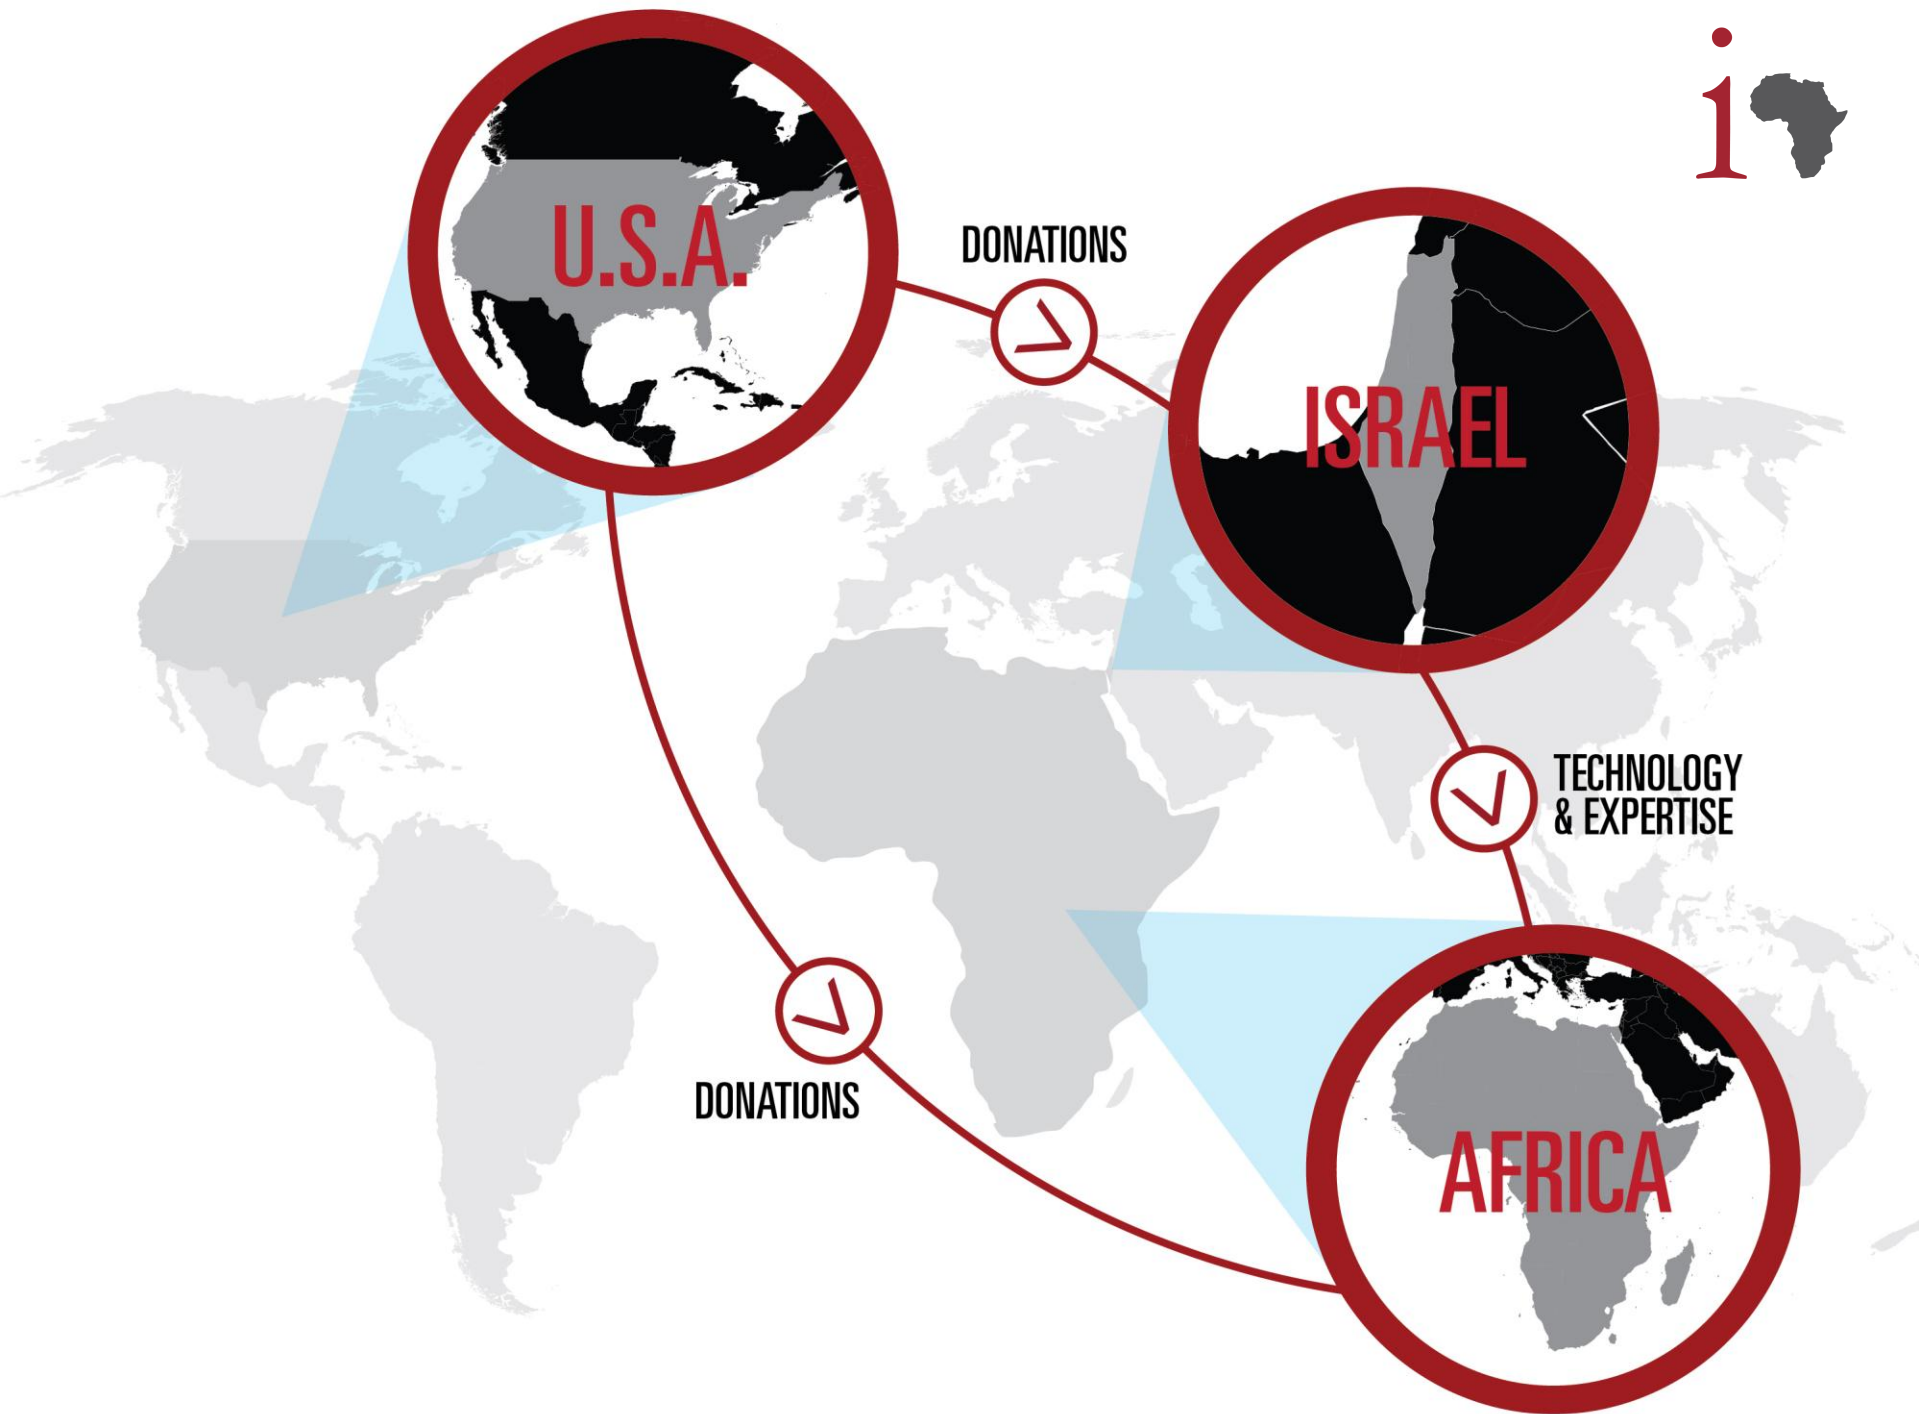 i
U.S.A.
DONATIONS
ISRAEL
TECHNOLOGY
& EXPERTISE
DONATIONS
AFRICA